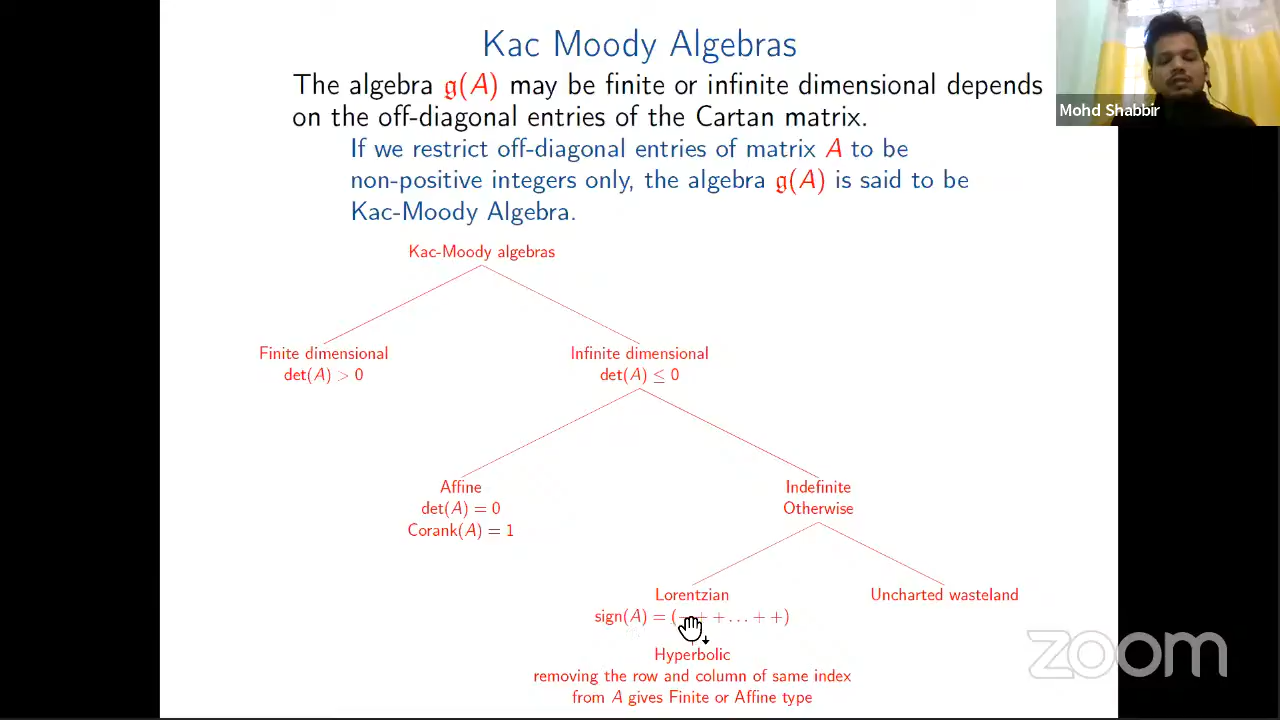 Kac Moody Algebras
The algebra 𝔤(A) may be finite or infinite dimensional depends
on the off-diagonal entries of the Cartan matrix.
If we restrict off-diagonal entries of matrix A to be
non-positive integers only, the algebra 𝔤(A) is said to be
Kac-Moody Algebra.
Mohd Shabbir
Kac-Moody algebras
Finite dimensional
det(A) > 0
Infinite dimensional
det(A) ≤ 0
Affine
det(A) = 0
Corank(A) = 1
Indefinite
Otherwise
Lorentzian
sign(A) = (− + + … + +)
Uncharted wasteland
Hyperbolic
removing the row and column of same index
from A gives Finite or Affine type
zoom